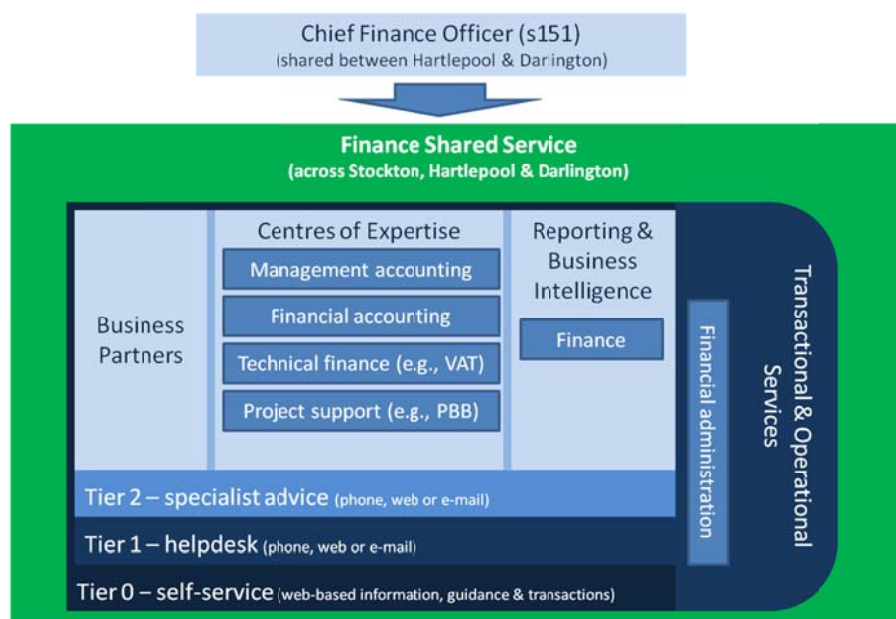 Chief Finance Officer (s151)
(shared between Hartlepool & Darlington)
Finance Shared Service
(across Stockton, Hartlepool & Darlington)
Business
Partners
Centres of Expertise
Management accounting
Financial accounting
Technical finance (e.g., VAT)
Project support (e.g., PBB)
Reporting &
Business
Intelligence
Finance
Financial administration
Transactional & Operational
Services
Tier 2 – specialist advice (phone, web or e-mail)
Tier 1 – helpdesk (phone, web or e-mail)
Tier 0 – self-service (web-based information, guidance & transactions)